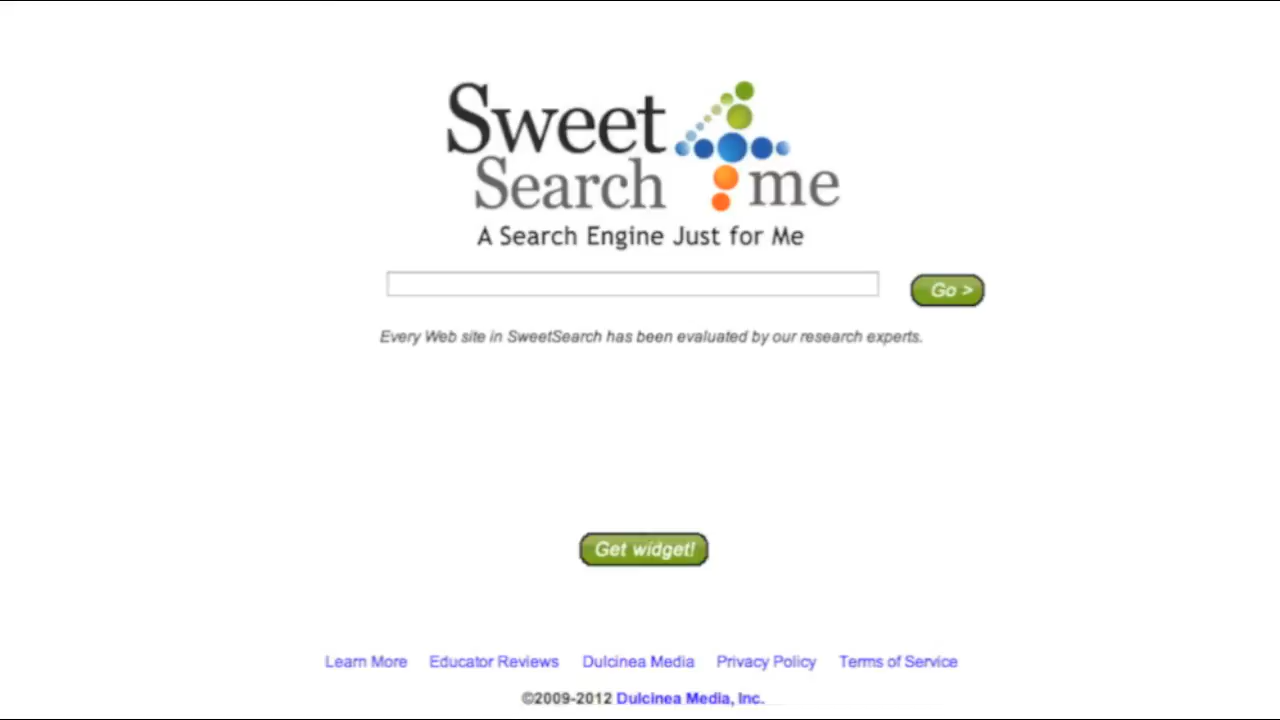 Sweet
Search 4me
A Search Engine Just for Me
Go >
Every Web site in SweetSearch has been evaluated by our research experts.
Get widget!
Learn More Educator Reviews Dulcinea Media Privacy Policy Terms of Service
©2009-2012 Dulcinea Media, Inc.